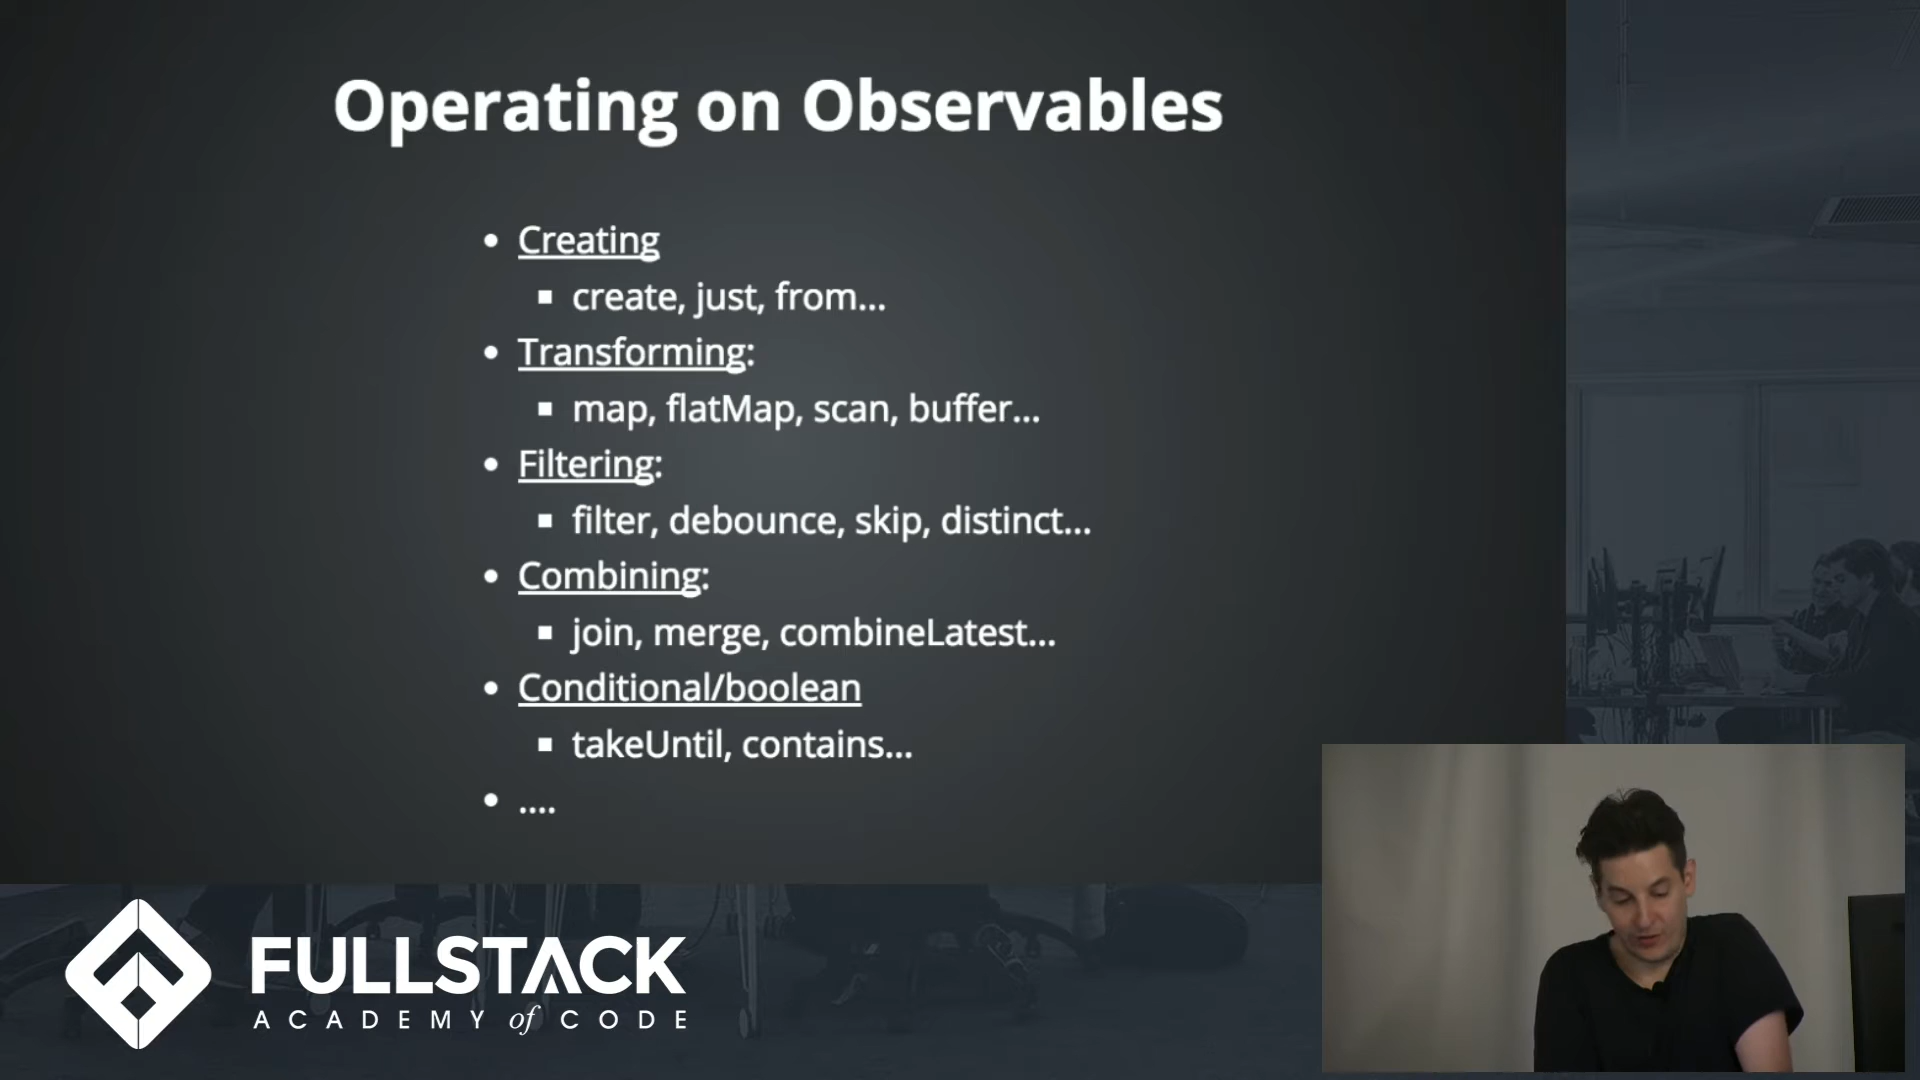 Operating on Observables
• Creating
▪ create, just, from...
• Transforming:
▪ map, flatMap, scan, buffer...
• Filtering:
▪ filter, debounce, skip, distinct...
• Combining:
▪ join, merge, combineLatest...
• Conditional/boolean
▪ takeUntil, contains...
• ....
FULLSTACK
ACADEMY of CODE